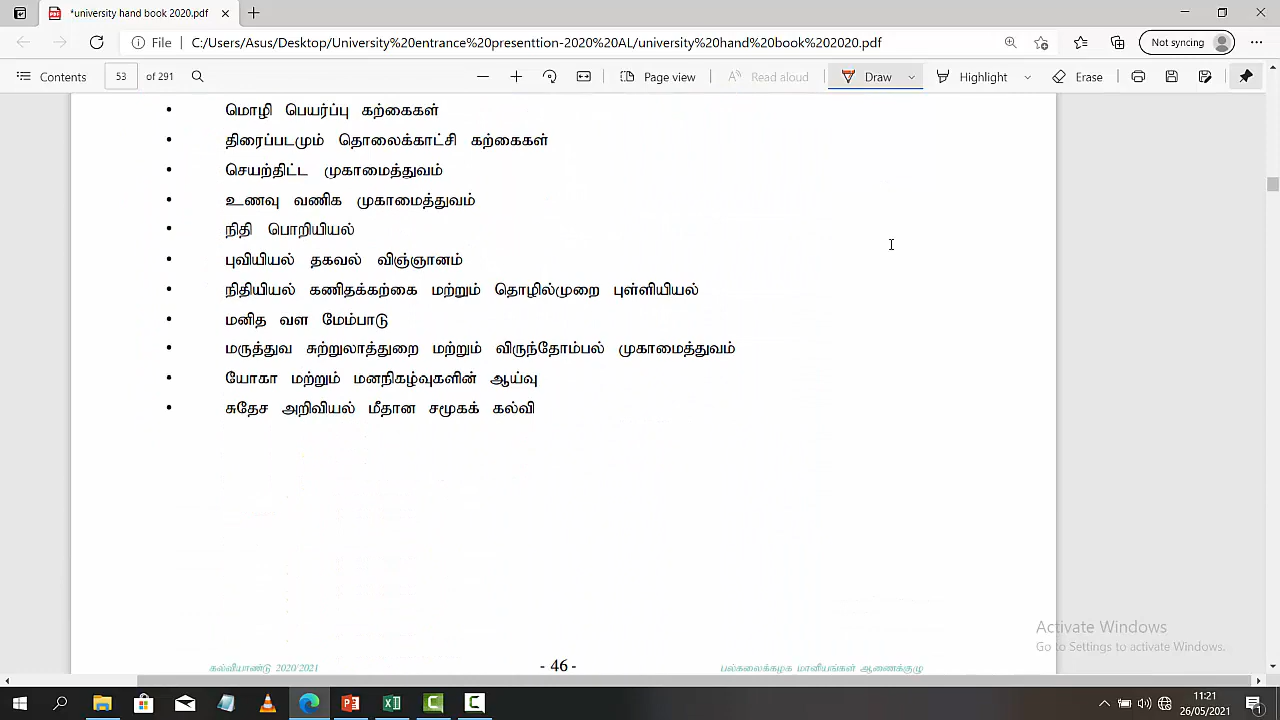 *university hand book 2020.pdf
File C:/Users/Asus/Desktop/University%20entrance%20presenttion-2020%20AL/university%20hand%20book%202020.pdf
Not syncing
Contents 53 of 291 Page view Read aloud Draw Highlight Erase
• மொழி பெயர்ப்பு கற்கைகள்
• திரைப்படமும் தொலைக்காட்சி கற்கைகள்
• செயற்திட்ட முகாமைத்துவம்
• உணவு வணிக முகாமைத்துவம்
• நிதி பொறியியல்
• புவியியல் தகவல் விஞ்ஞானம்
• நிதியியல் கணிதக்கற்கை மற்றும் தொழில்முறை புள்ளியியல்
• மனித வள மேம்பாடு
• மருத்துவ சுற்றுலாத்துறை மற்றும் விருந்தோம்பல் முகாமைத்துவம்
• யோகா மற்றும் மனநிகழ்வுகளின் ஆய்வு
• சுதேச அறிவியல் மீதான சமூகக் கல்வி
Activate Windows
Go to Settings to activate Windows.
கல்வியாண்டு 2020/2021 - 46 - பல்கலைக்கழக மானியங்கள் ஆணைக்குழு
11:21
26/05/2021